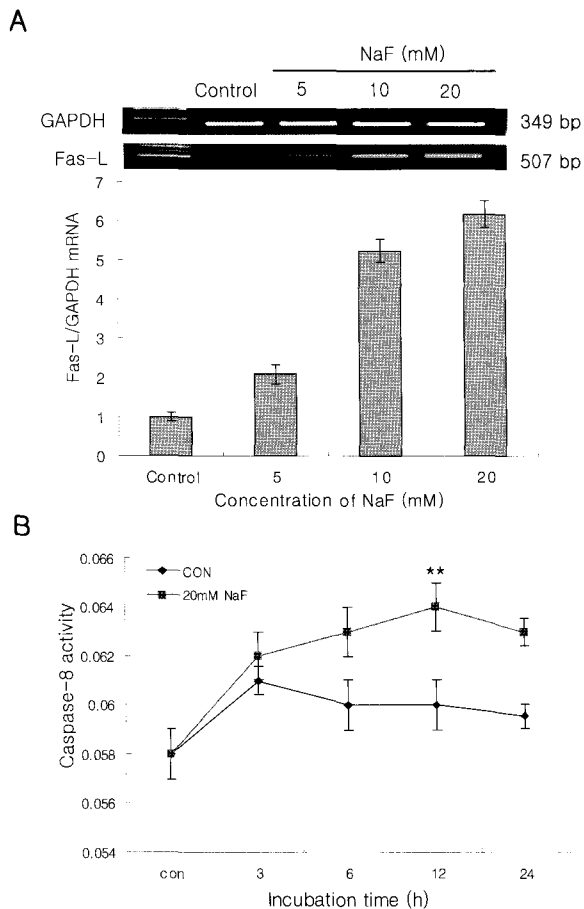 A
NaF (mM)
Control 5 10 20
GAPDH 349 bp
Fas-L 507 bp
7
6
5
4
3
2
1
0
Fas-L/GAPDH mRNA
Control 5 10 20
Concentration of NaF (mM)
B
0.066
0.064
0.062
0.06
0.058
0.056
0.054
Caspase-8 activity
CON
20mM NaF
**
con 3 6 12 24
Incubation time (h)